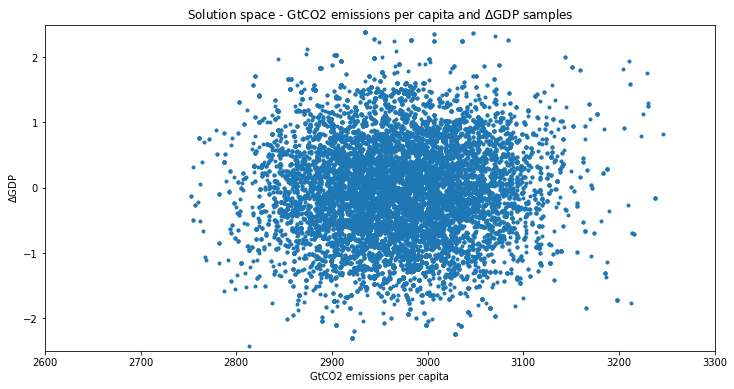 Solution space - GtCO2 emissions per capita and ΔGDP samples
2
1
0
−1
−2
ΔGDP
2600 2700 2800 2900 3000 3100 3200 3300
GtCO2 emissions per capita